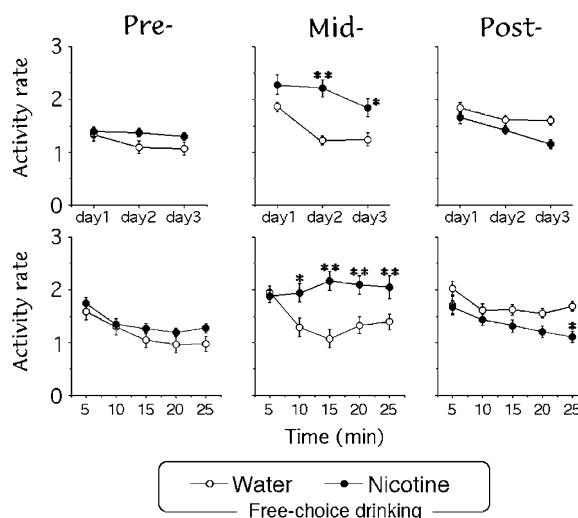 Pre- Mid- Post-
Activity rate
3
2
1
0
day1 day2 day3 day1 day2 day3 day1 day2 day3
** *
Activity rate
3
2
1
0
* ** ** ** *
5 10 15 20 25 5 10 15 20 25 5 10 15 20 25
Time (min)
Water Nicotine
Free-choice drinking